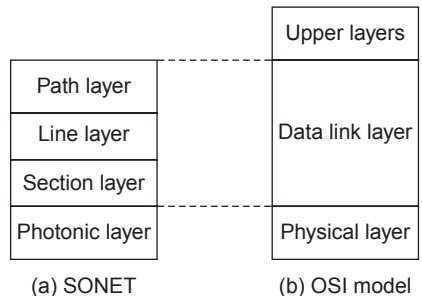 Upper layers
Path layer
Line layer
Data link layer
Section layer
Photonic layer
Physical layer
(a) SONET
(b) OSI model